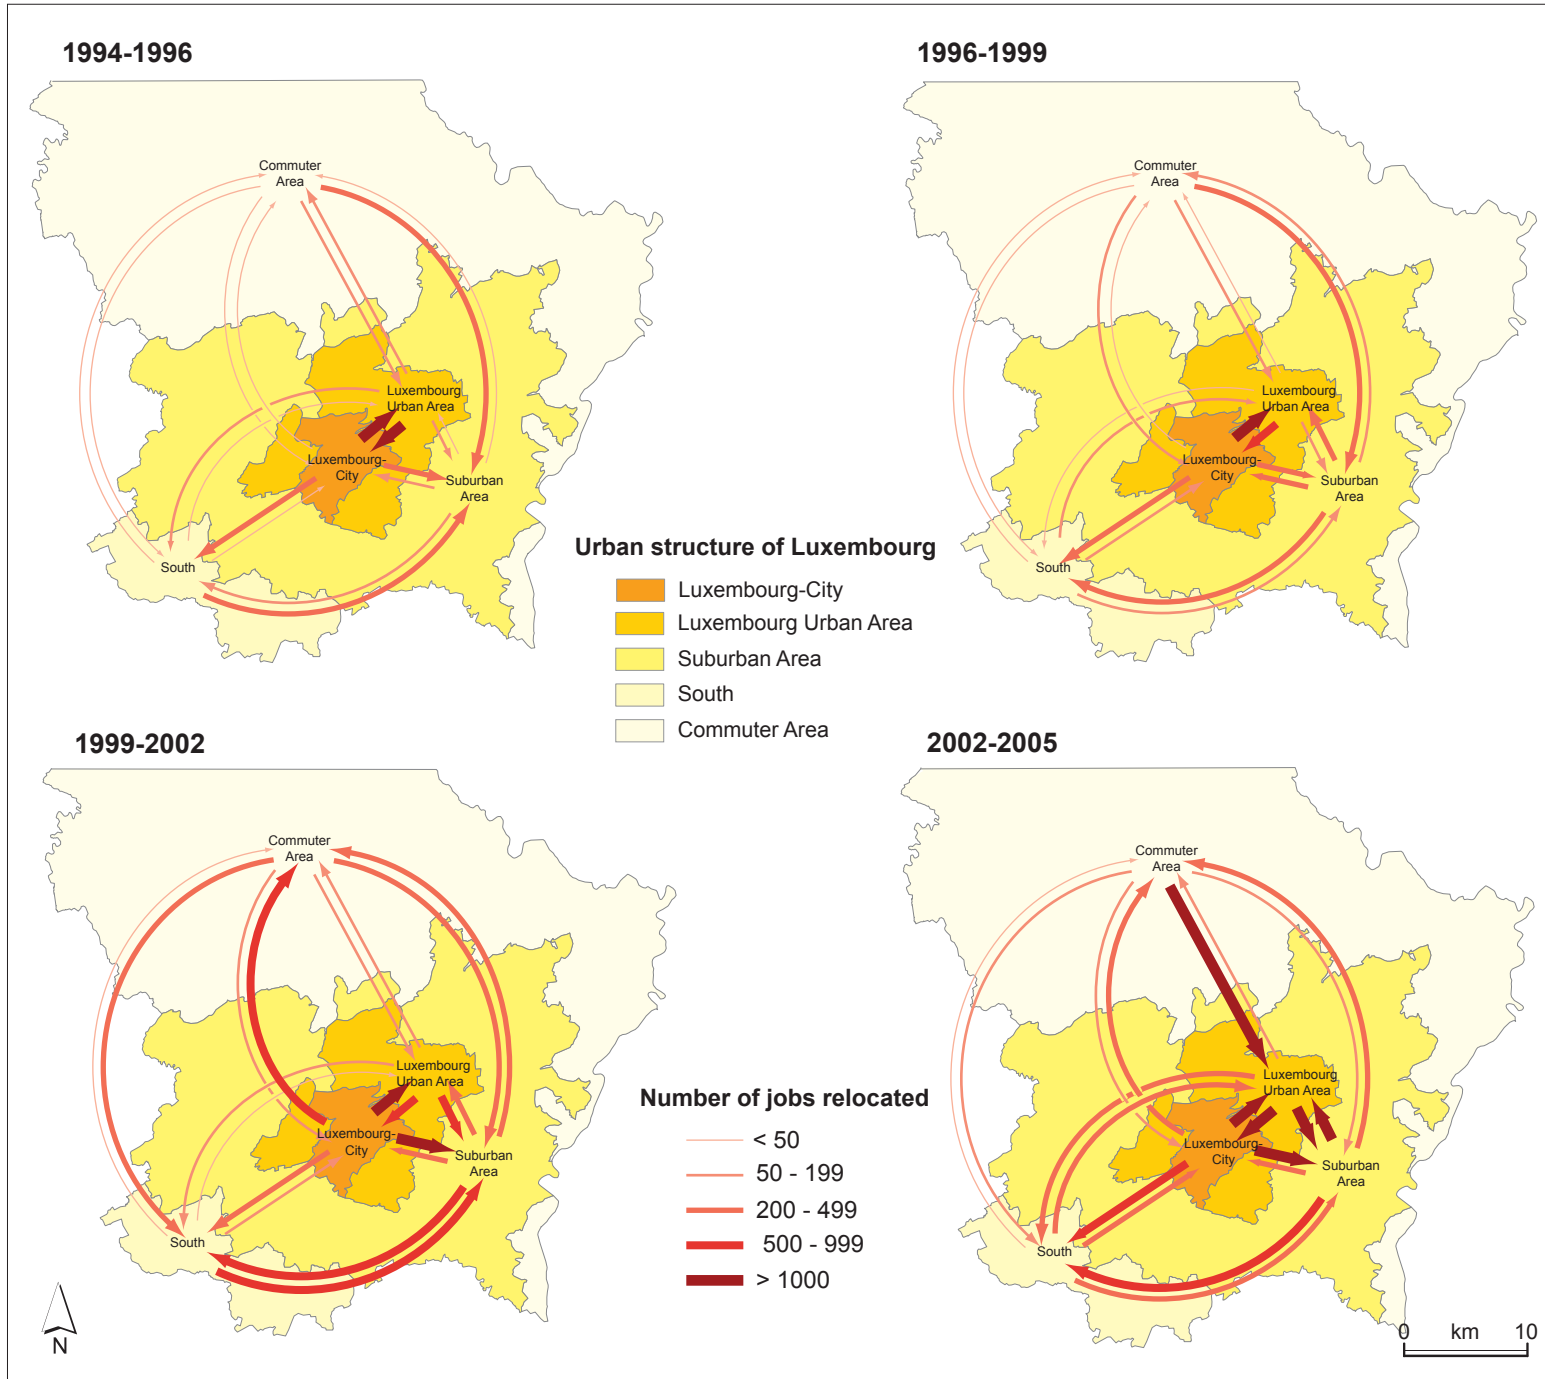 1994-1996
Commuter
Area
Luxembourg
Urban Area
Luxembourg-
City
Suburban
Area
South
1996-1999
Commuter
Area
Luxembourg
Urban Area
Luxembourg-
City
Suburban
Area
South
Urban structure of Luxembourg
Luxembourg-City
Luxembourg Urban Area
Suburban Area
South
Commuter Area
1999-2002
Commuter
Area
Luxembourg
Urban Area
Luxembourg-
City
Suburban
Area
South
2002-2005
Commuter
Area
Luxembourg
Urban Area
Luxembourg-
City
Suburban
Area
South
Number of jobs relocated
< 50
50 - 199
200 - 499
500 - 999
> 1000
N
0 km 10